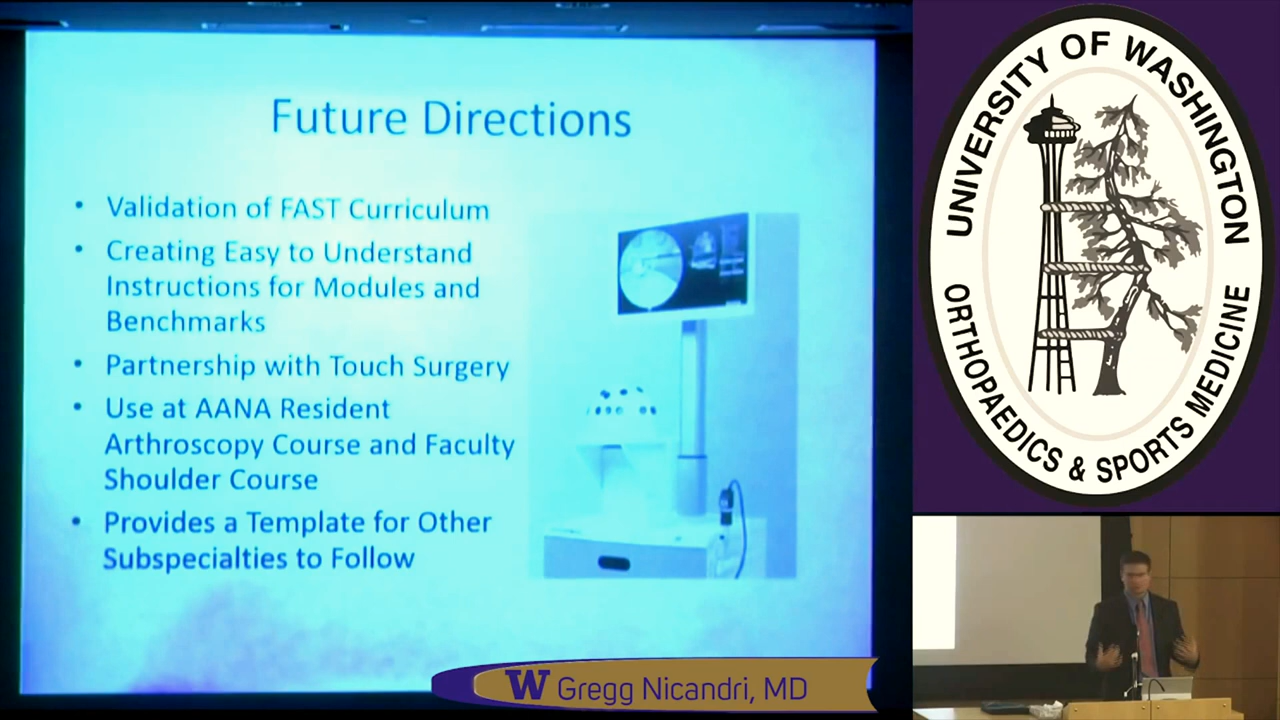 Future Directions
• Validation of FAST Curriculum
• Creating Easy to Understand
Instructions for Modules and
Benchmarks
• Partnership with Touch Surgery
• Use at AANA Resident
Arthroscopy Course and Faculty
Shoulder Course
• Provides a Template for Other
Subspecialties to Follow
W Gregg Nicandri, MD
UNIVERSITY OF WASHINGTON
ORTHOPAEDICS & SPORTS MEDICINE